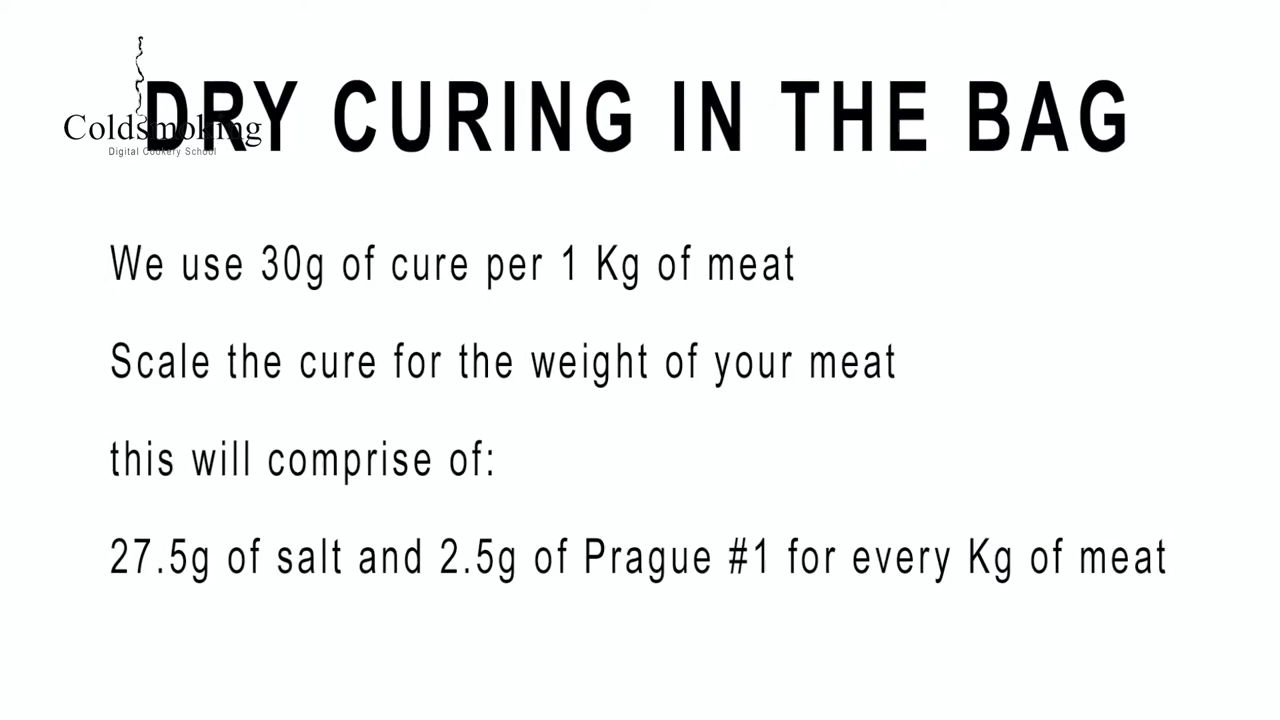 DRY CURING IN THE BAG
Coldsmoking
Digital Cookery School
We use 30g of cure per 1 Kg of meat
Scale the cure for the weight of your meat
this will comprise of:
27.5g of salt and 2.5g of Prague #1 for every Kg of meat